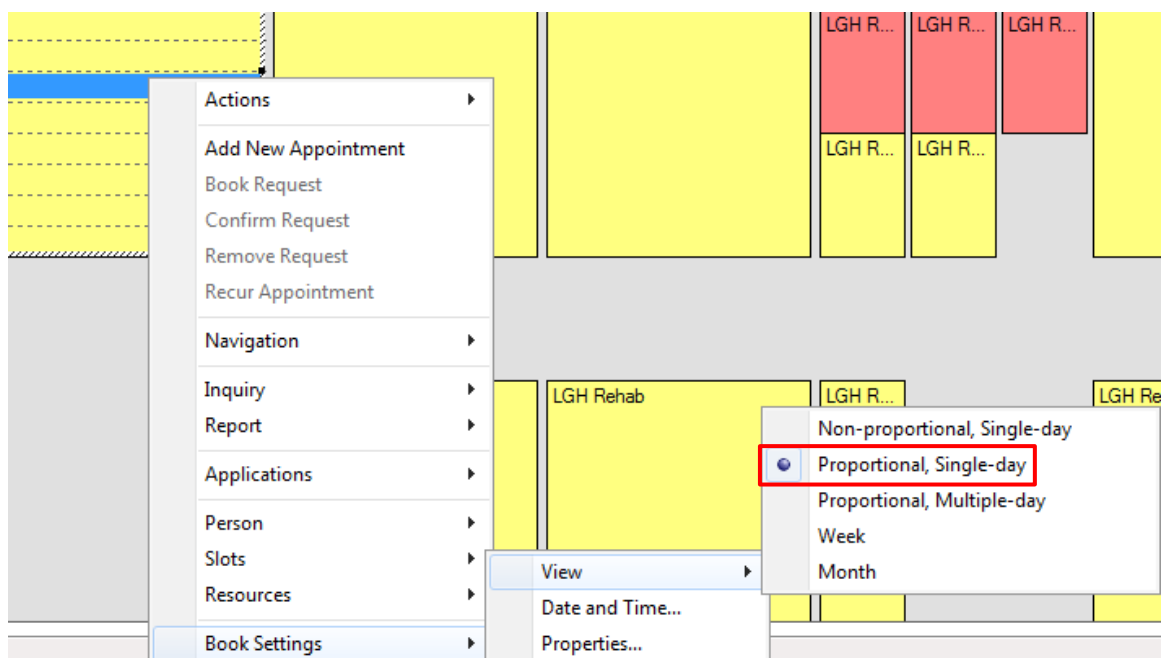 LGH R...
LGH R...
LGH R...
LGH R...
LGH R...
Actions
Add New Appointment
Book Request
Confirm Request
Remove Request
Recur Appointment
Navigation
Inquiry
Report
Applications
Person
Slots
Resources
Book Settings
LGH Rehab
LGH R...
LGH Re
View
Date and Time...
Properties...
Non-proportional, Single-day
Proportional, Single-day
Proportional, Multiple-day
Week
Month